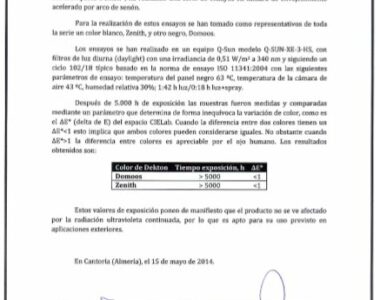 acelerado por arco de xenón.
Para la realización de estos ensayos se han tomado como representativos de toda
la serie un color blanco, Zenith, y otro negro, Domoos.
Los ensayos se han realizado en un equipo Q-Sun modelo Q-SUN-XE-3-HS, con
filtros de luz diurna (daylight) con una irradiancia de 0,51 W/m² a 340 nm y siguiendo un
ciclo 102/18 típico basado en la norma de ensayo ISO 11341:2004 con las siguientes
parámetros de ensayo: temperatura del panel negro 63 ºC, temperatura de la cámara de
aire 43 ºC, humedad relativa 30%; 1:42 h luz/0:18 h luz+spray.
Después de 5.000 h de exposición las muestras fueron medidas y comparadas
mediante un parámetro que determina de forma inequívoca la variación de color, como es
el ΔE* (delta de E) del espacio CIELab. Cuando la diferencia entre dos colores tienen un
ΔE*<1 esto implica que ambos colores pueden considerarse iguales. No obstante cuando
ΔE*>1 la diferencia entre colores es apreciable por el ojo humano. Los resultados
obtenidos son:
Color de Dekton Tiempo exposición, h ΔE*
Domoos > 5000 <1
Zenith > 5000 <1
Estos valores de exposición ponen de manifiesto que el producto no se ve afectado
por la radiación ultravioleta continuada, por lo que es apto para su uso previsto en
aplicaciones exteriores.
En Cantoria (Almería), el 15 de mayo de 2014.